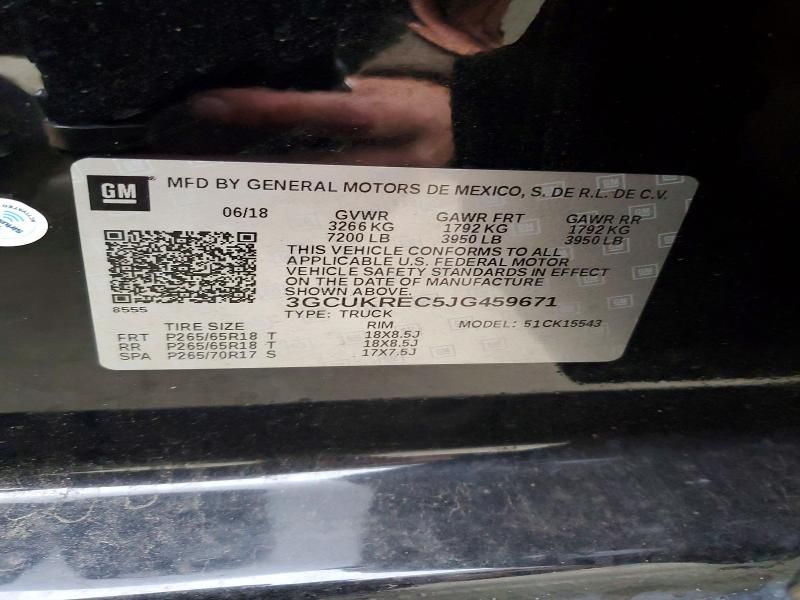 GM MFD BY GENERAL MOTORS DE MEXICO, S. DE R.L. DE C.V.
06/18 GVWR GAWR FRT GAWR RR
3266 KG 1792 KG 1792 KG
7200 LB 3950 LB 3950 LB
THIS VEHICLE CONFORMS TO ALL
APPLICABLE U.S. FEDERAL MOTOR
VEHICLE SAFETY STANDARDS IN EFFECT
ON THE DATE OF MANUFACTURE
SHOWN ABOVE.
8555
3GCUKREC5JG459671
TYPE: TRUCK MODEL: 51CK15543
TIRE SIZE RIM
FRT P265/65R18 T 18X8.5J
RR P265/65R18 T 18X8.5J
SPA P265/70R17 S 17X7.5J